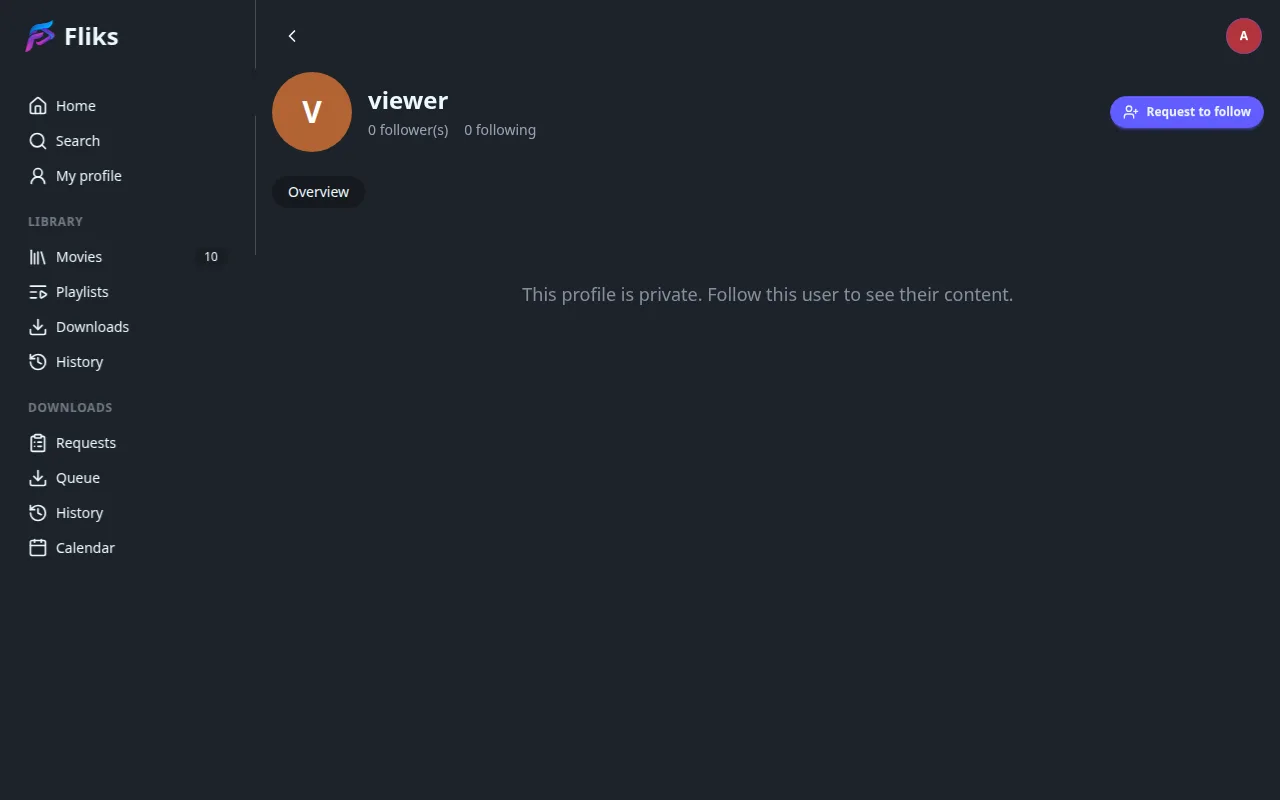 Fliks
Home
Search
My profile
LIBRARY
Movies 10
Playlists
Downloads
History
DOWNLOADS
Requests
Queue
History
Calendar
A
V
viewer
0 follower(s) 0 following
Request to follow
Overview
This profile is private. Follow this user to see their content.